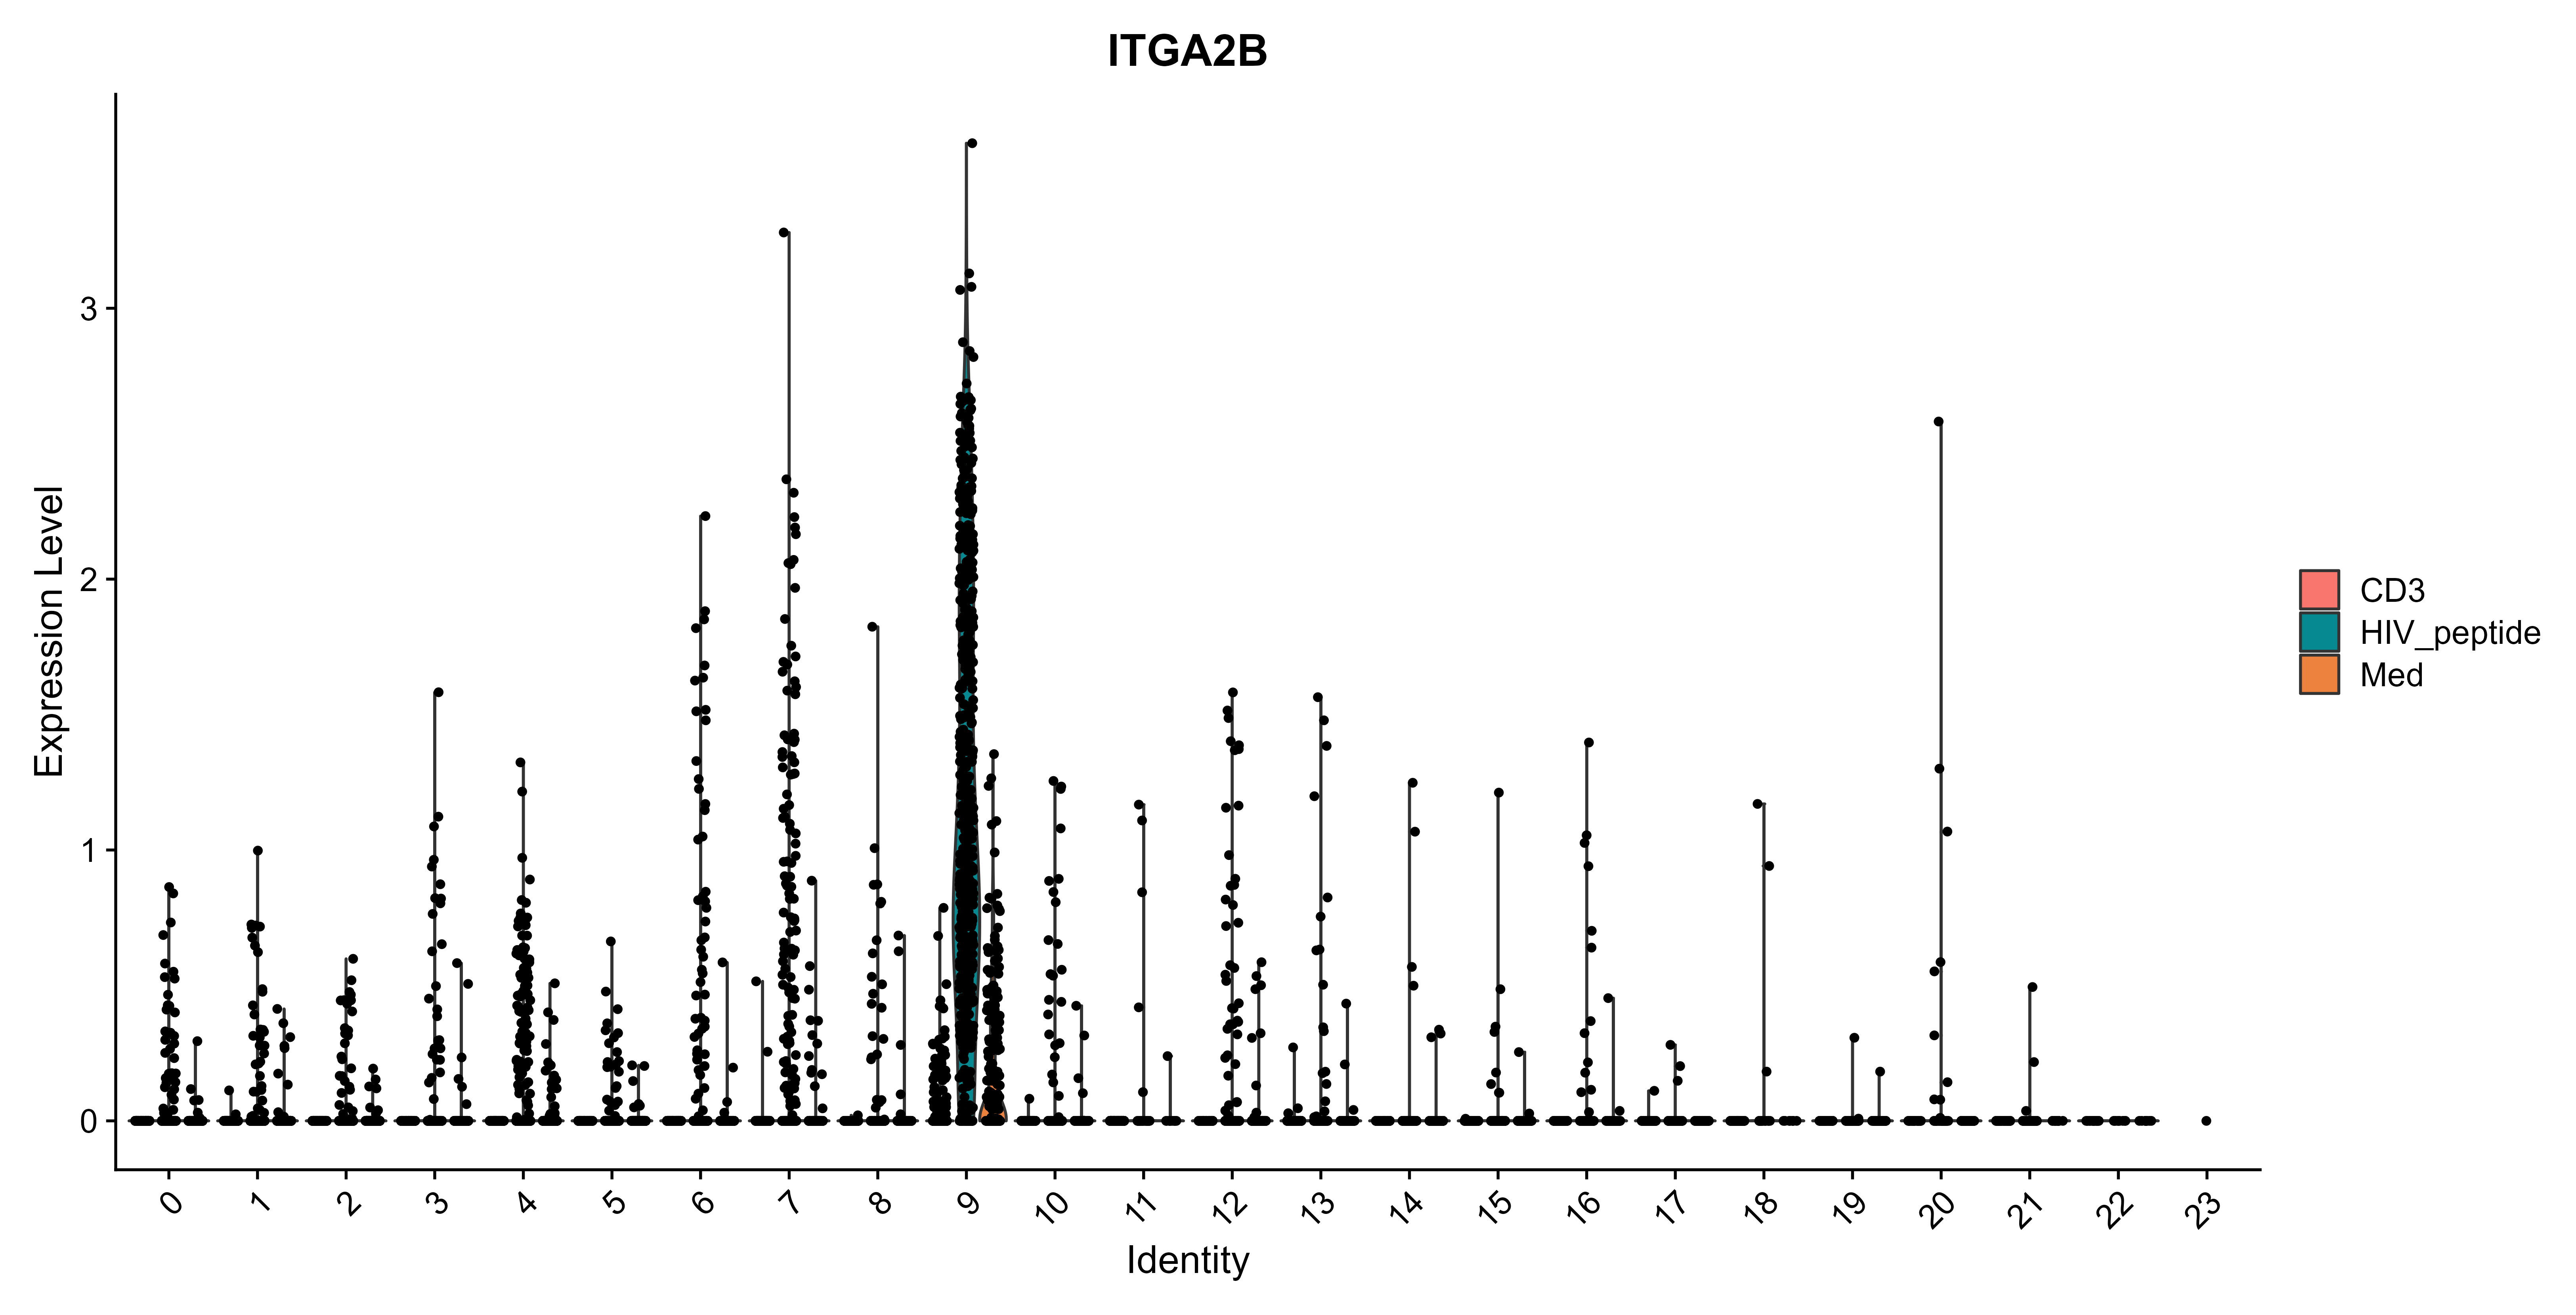 ITGA2B
Expression Level
3
2
1
0
0 1 2 3 4 5 6 7 8 9 10 11 12 13 14 15 16 17 18 19 20 21 22 23
Identity
CD3
HIV_peptide
Med